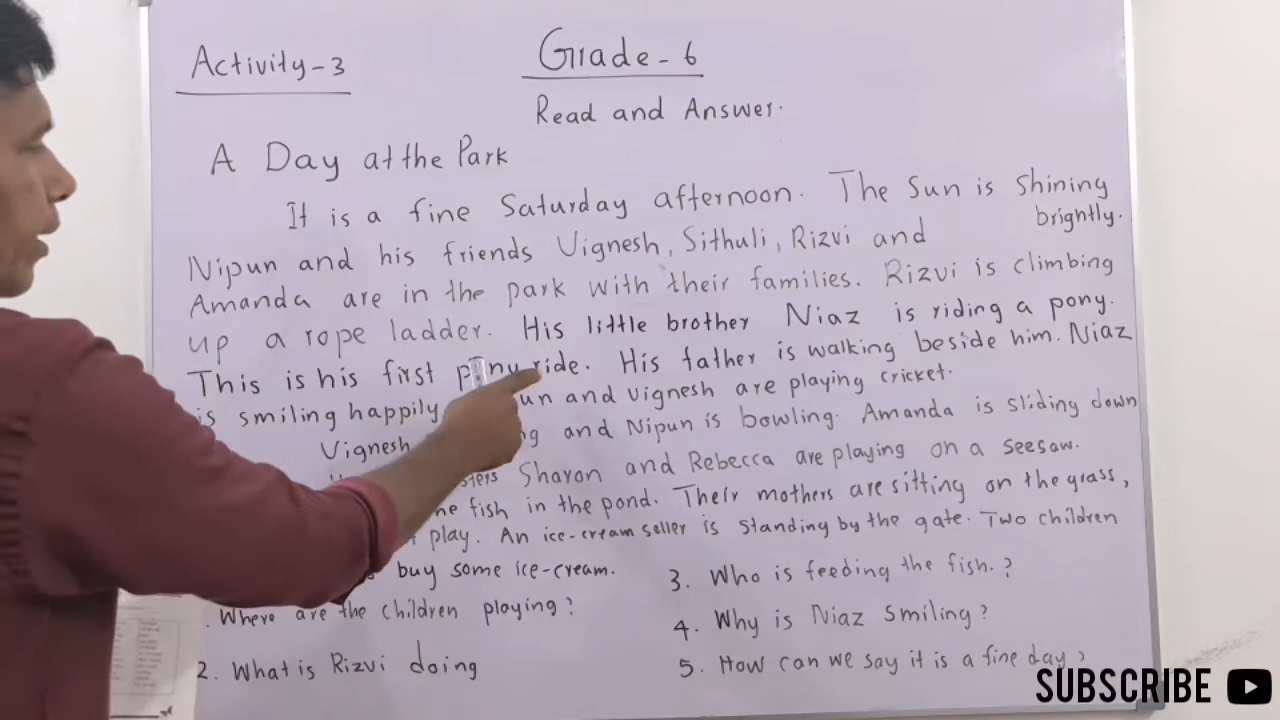 Activity-3
Grade-6
Read and Answer.
A Day at the Park
It is a fine Saturday afternoon. The Sun is Shining
brightly.
Nipun and his friends Vignesh, Sithuli, Rizvi and
Amanda are in the park with their families. Rizvi is climbing
up a rope ladder. His little brother Niaz is riding a pony.
This is his first pony ride. His father is walking beside him. Niaz
is smiling happily un and Vignesh are playing cricket.
Vignesh ng and Nipun is bowling. Amanda is sliding down
sters Sharon and Rebecca are playing on a seesaw.
he fish in the pond. Their mothers are sitting on the grass,
play. An ice-cream seller is standing by the gate. Two children
buy some ice-cream.
. Where are the children playing?
2. What is Rizvi doing
3. Who is feeding the fish.?
4. Why is Niaz Smiling?
5. How can we say it is a fine day?
SUBSCRIBE